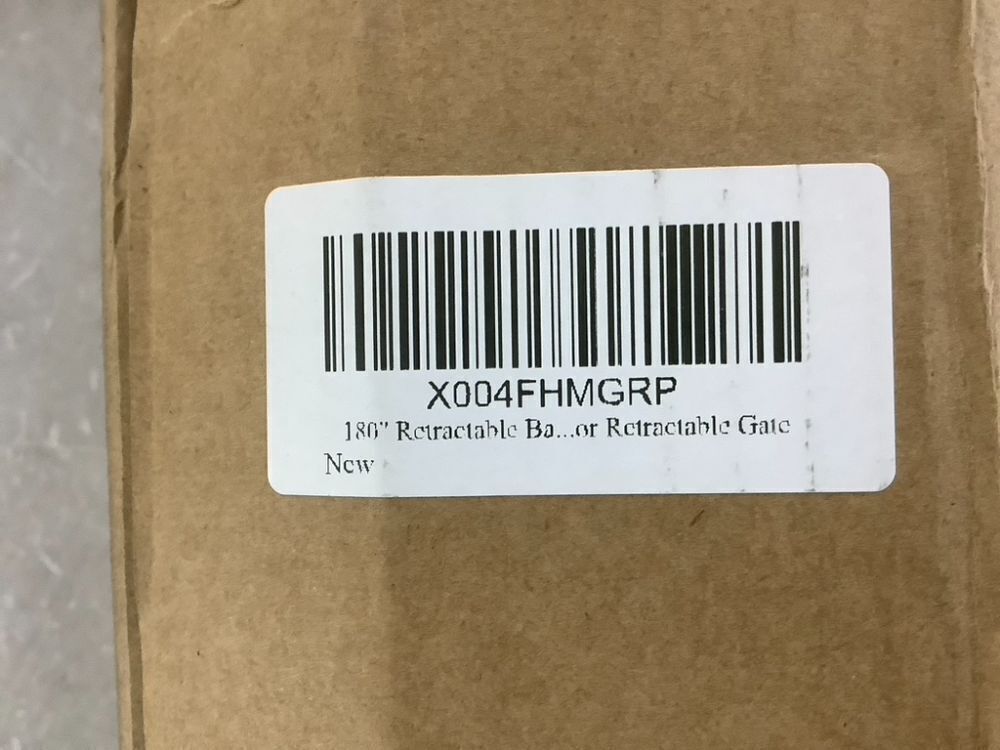 X004FHMGRP
180" Retractable Ba...or Retractable Gate
New